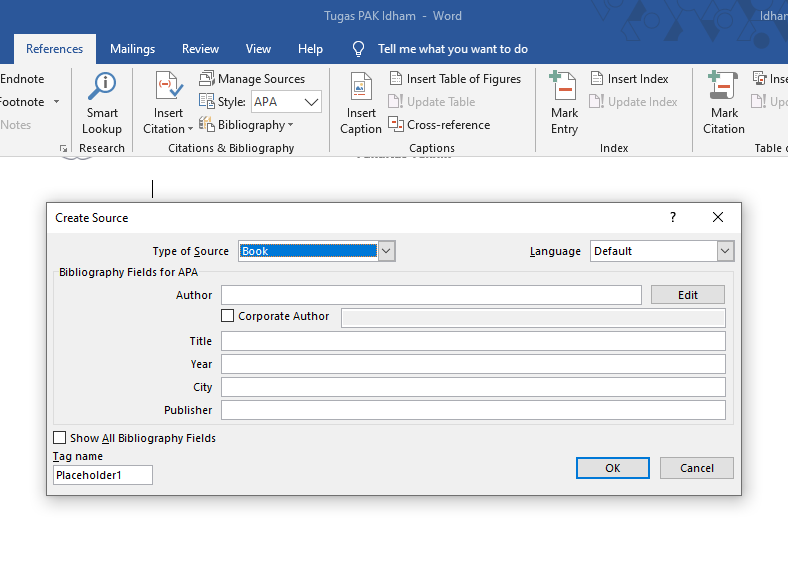 Tugas PAK Idham - Word
Idham
References Mailings Review View Help Tell me what you want to do
Endnote
Footnote
Notes
Smart Lookup
Research
Insert Citation
Manage Sources
Style: APA
Bibliography
Citations & Bibliography
Insert Caption
Insert Table of Figures
Update Table
Cross-reference
Captions
Mark Entry
Insert Index
Update Index
Index
Mark Citation
Ins
Up
Table o
Create Source
?
Type of Source Book
Language Default
Bibliography Fields for APA
Author
Edit
Corporate Author
Title
Year
City
Publisher
Show All Bibliography Fields
Tag name
Placeholder1
OK Cancel